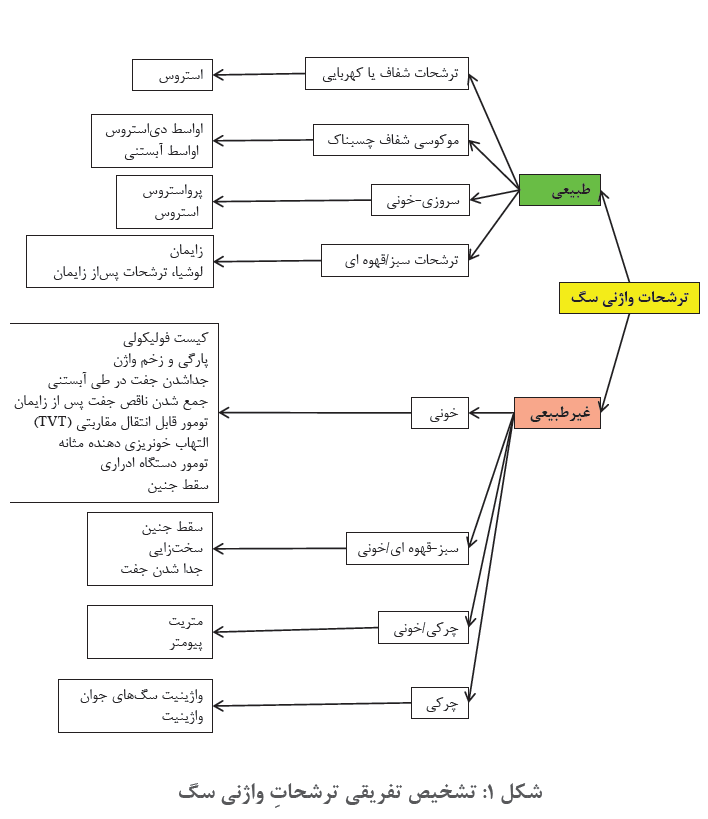 ترشحات واژنی سگ
طبیعی
ترشحات شفاف یا کهربایی
استروس
موکوسی شفاف چسبناک
اواسط دی‌استروس
اواسط آبستنی
سروزی-خونی
پرواستروس
استروس
ترشحات سبز/قهوه ای
زایمان
لوشیا، ترشحات پس‌از زایمان
غیرطبیعی
خونی
کیست فولیکولی
پارگی و زخم واژن
جداشدن جفت در طی آبستنی
جمع شدن ناقص جفت پس از زایمان
تومور قابل انتقال مقاربتی (TVT)
التهاب خونریزی دهنده مثانه
تومور دستگاه ادراری
سقط جنین
سبز-قهوه ای/خونی
سقط جنین
سخت‌زایی
جدا شدن جفت
چرکی/خونی
متریت
پیومتر
چرکی
واژینیت سگ‌های جوان
واژینیت
شکل ۱: تشخیص تفریقی ترشحاتِ واژنی سگ